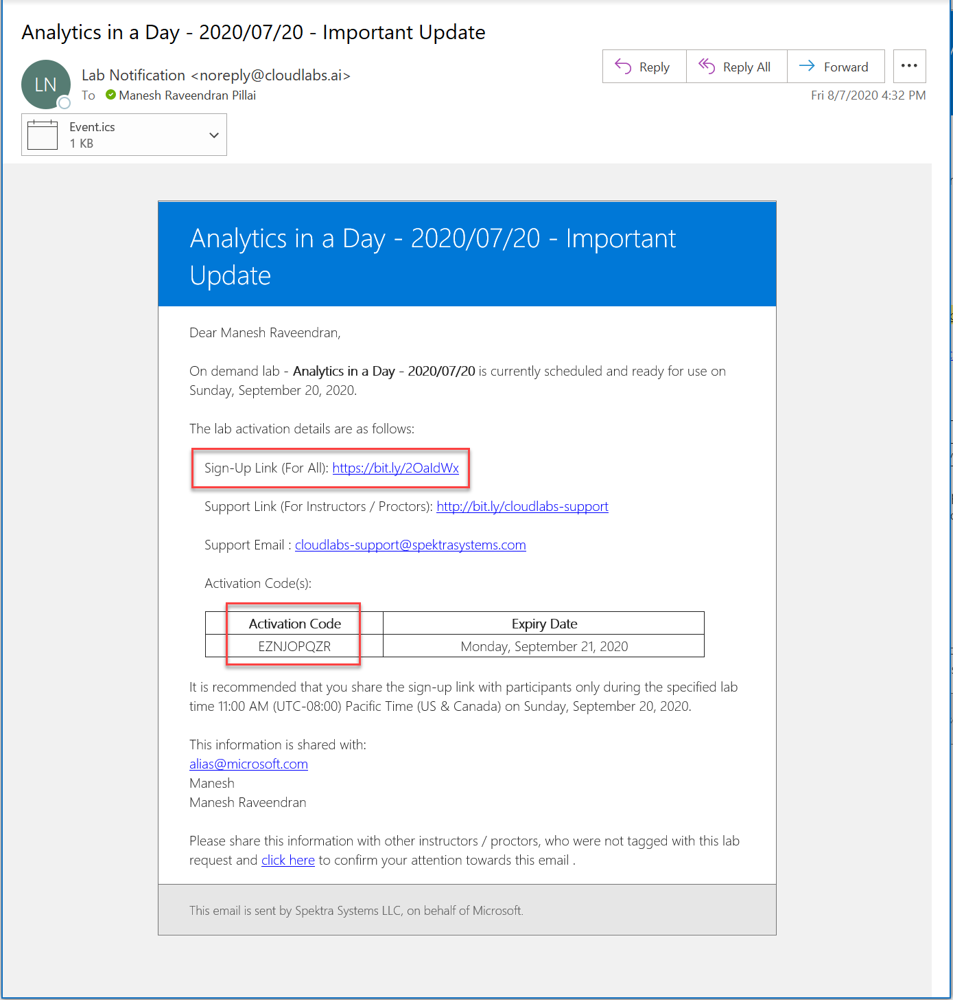 Analytics in a Day - 2020/07/20 - Important Update
LN
Lab Notification <noreply@cloudlabs.ai>
To Manesh Raveendran Pillai
Reply
Reply All
Forward
Fri 8/7/2020 4:32 PM
Event.ics
1 KB
Analytics in a Day - 2020/07/20 - Important
Update
Dear Manesh Raveendran,
On demand lab - Analytics in a Day - 2020/07/20 is currently scheduled and ready for use on
Sunday, September 20, 2020.
The lab activation details are as follows:
Sign-Up Link (For All): https://bit.ly/2OaIdWx
Support Link (For Instructors / Proctors): http://bit.ly/cloudlabs-support
Support Email : cloudlabs-support@spektrasystems.com
Activation Code(s):
Activation Code Expiry Date
EZNJOPQZR Monday, September 21, 2020
It is recommended that you share the sign-up link with participants only during the specified lab
time 11:00 AM (UTC-08:00) Pacific Time (US & Canada) on Sunday, September 20, 2020.
This information is shared with:
alias@microsoft.com
Manesh
Manesh Raveendran
Please share this information with other instructors / proctors, who were not tagged with this lab
request and click here to confirm your attention towards this email .
This email is sent by Spektra Systems LLC, on behalf of Microsoft.